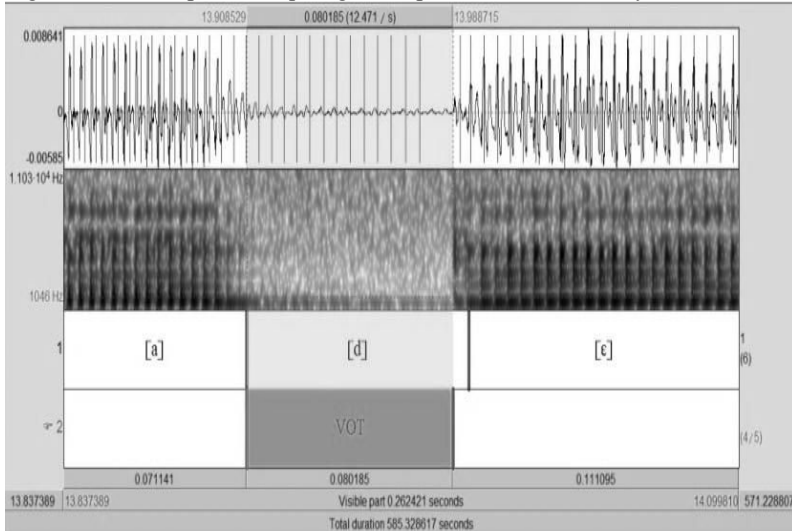 13.908529 0.080185 (12.471 / s) 13.988715
0.008641
0
-0.00585
1.103·10⁴ Hz
1046 Hz
1 [a] [d] [ɛ] 1
(6)
2 VOT (4/5)
0.071141 0.080185 0.111095
13.837389 13.837389 Visible part 0.262421 seconds 14.099810 571.228807
Total duration 585.328617 seconds